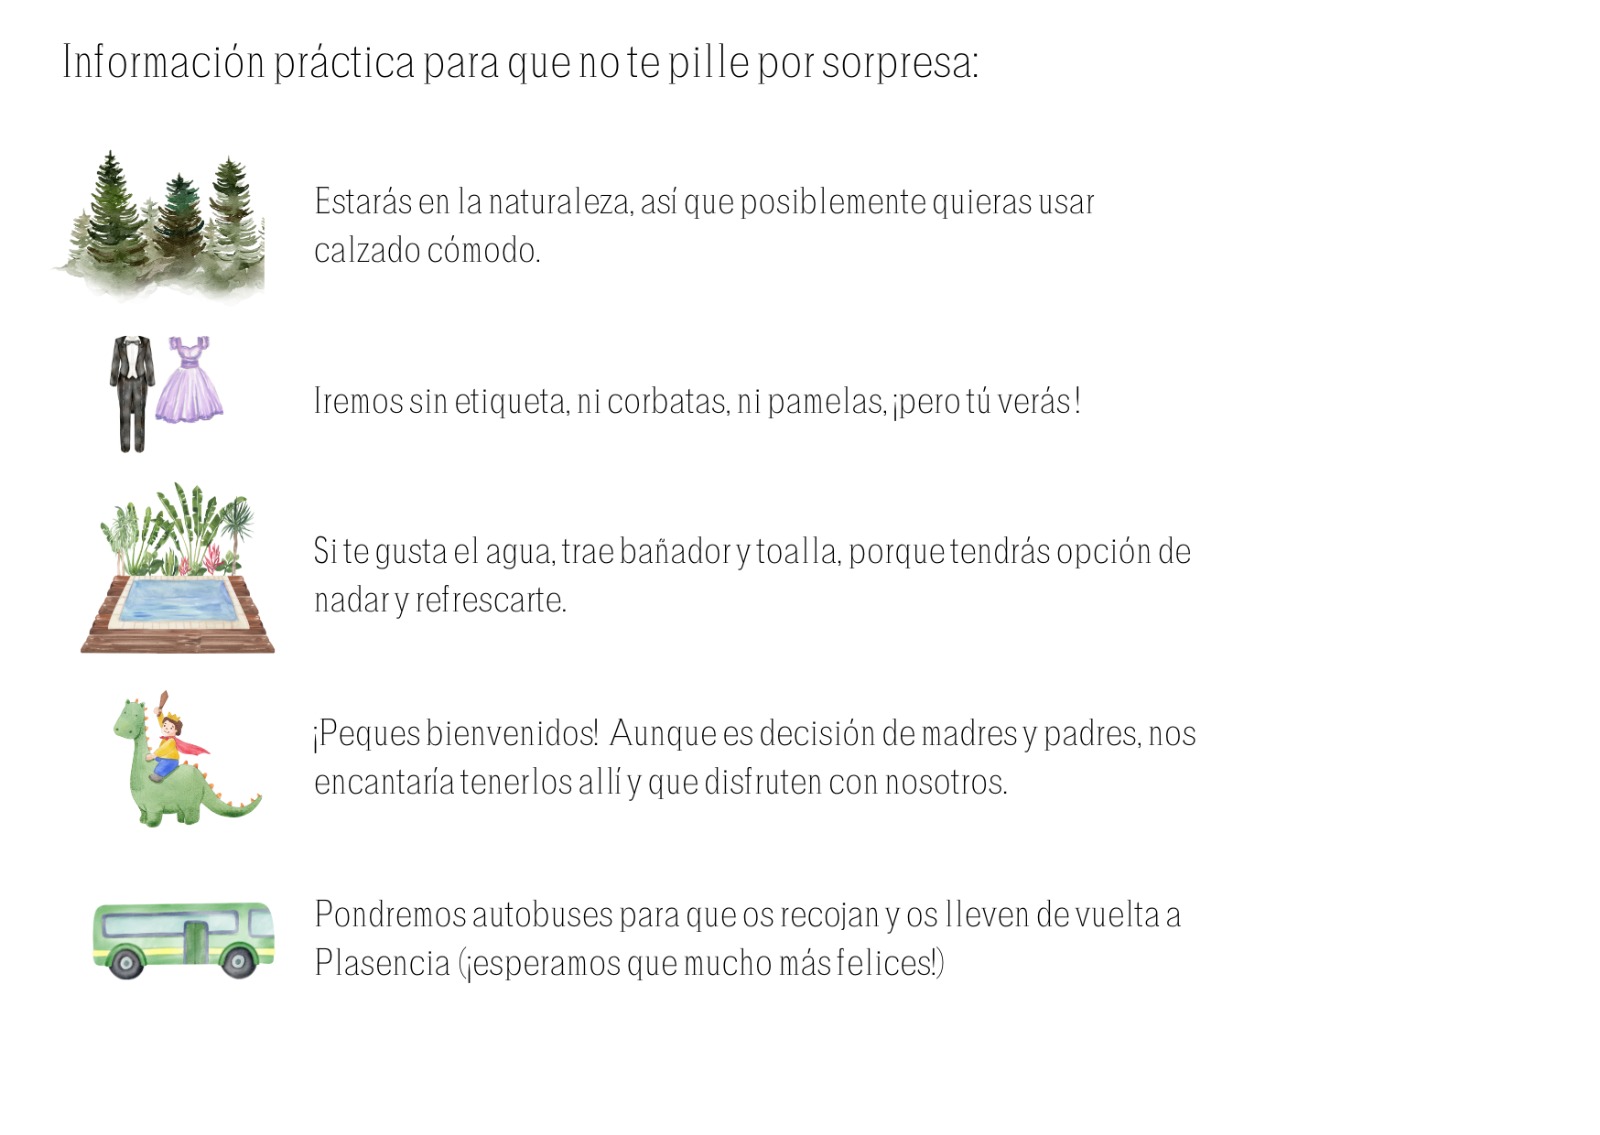 Información práctica para que no te pille por sorpresa:
Estarás en la naturaleza, así que posiblemente quieras usar
calzado cómodo.
Iremos sin etiqueta, ni corbatas, ni pamelas, ¡pero tú verás!
Si te gusta el agua, trae bañador y toalla, porque tendrás opción de
nadar y refrescarte.
¡Peques bienvenidos! Aunque es decisión de madres y padres, nos
encantaría tenerlos allí y que disfruten con nosotros.
Pondremos autobuses para que os recojan y os lleven de vuelta a
Plasencia (¡esperamos que mucho más felices!)